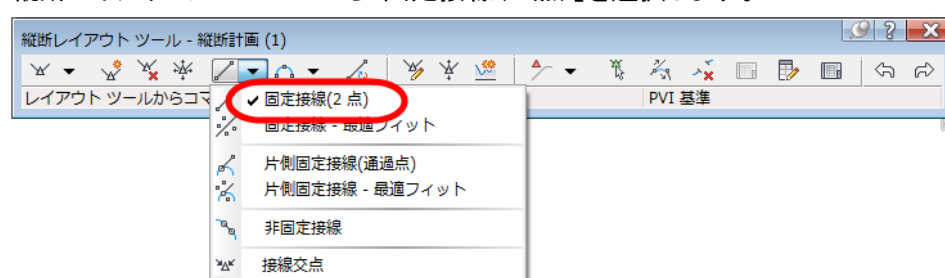 縦断レイアウト ツール - 縦断計画 (1)
レイアウト ツールからコマ
PVI 基準
固定接線(2 点)
固定接線 - 最適フィット
片側固定接線(通過点)
片側固定接線 - 最適フィット
非固定接線
接線交点